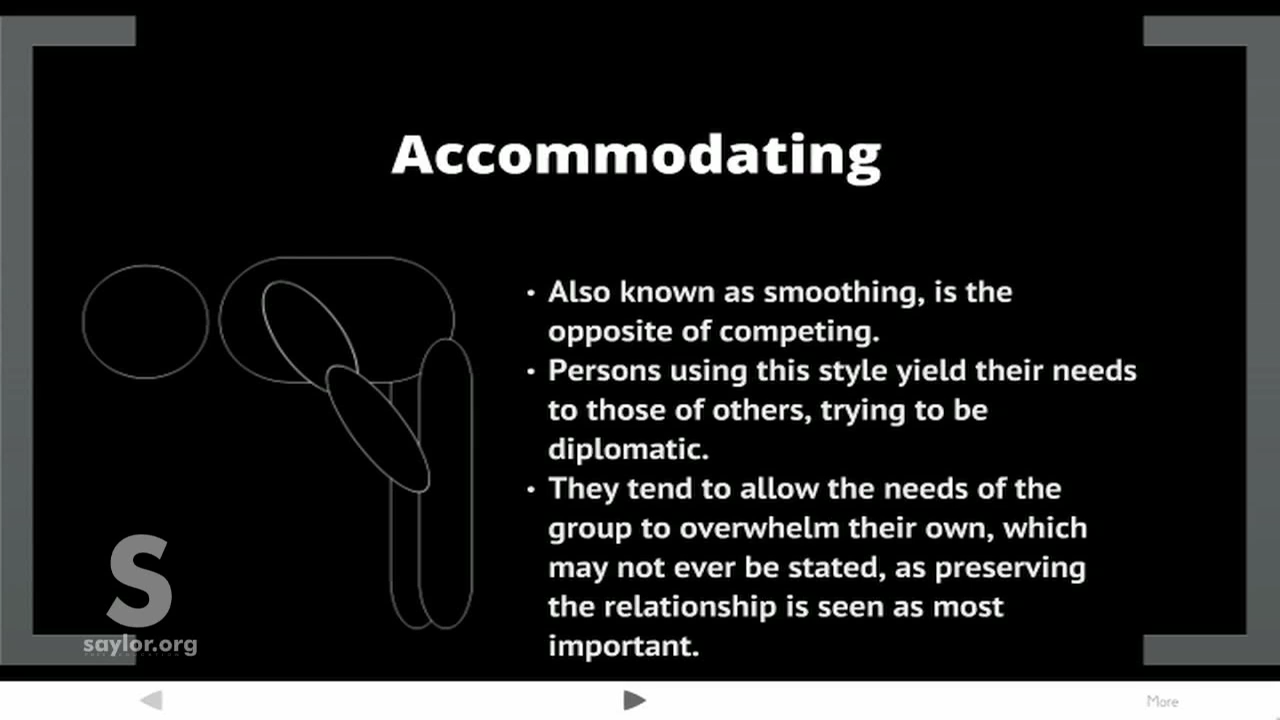 Accommodating
• Also known as smoothing, is the
opposite of competing.
• Persons using this style yield their needs
to those of others, trying to be
diplomatic.
• They tend to allow the needs of the
group to overwhelm their own, which
may not ever be stated, as preserving
the relationship is seen as most
important.
S
saylor.org
More